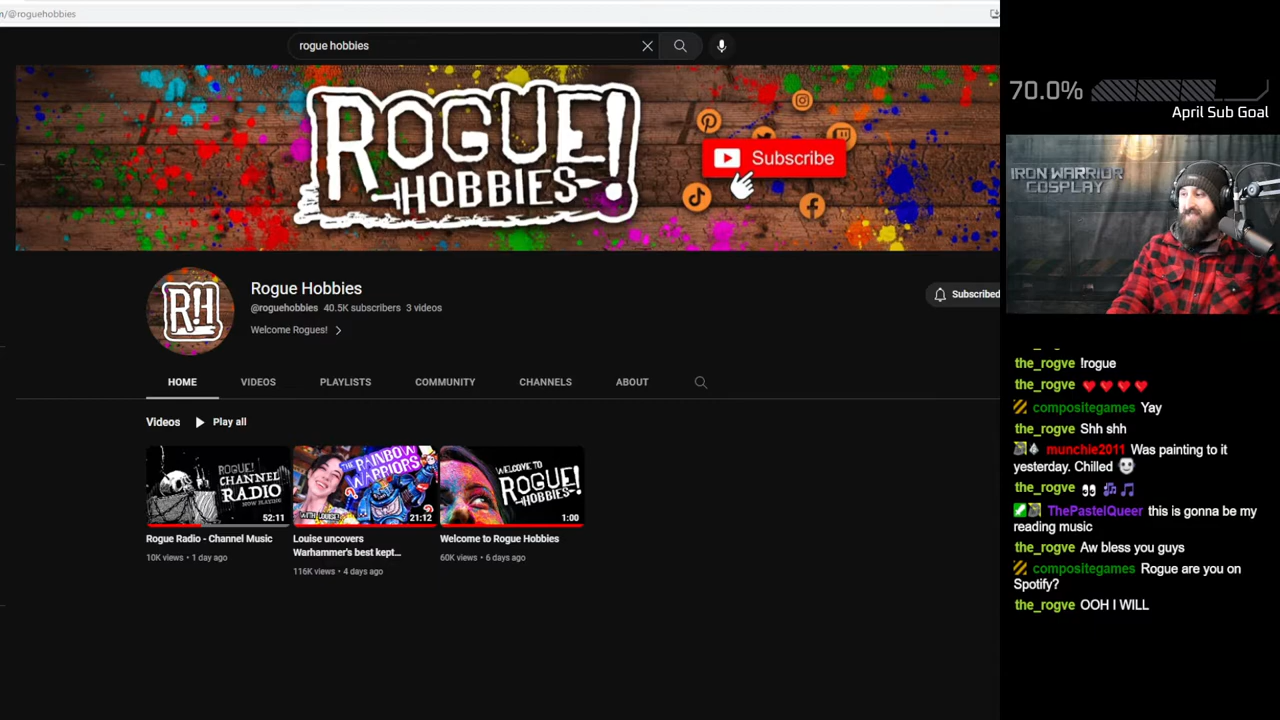 /@roguehobbies
rogue hobbies
ROGUE
HOBBIES!
Subscribe
RH
Rogue Hobbies
@roguehobbies 40.5K subscribers 3 videos
Welcome Rogues!
Subscribed
HOME VIDEOS PLAYLISTS COMMUNITY CHANNELS ABOUT
Videos Play all
ROGUE!
CHANNEL
RADIO
NOW PLAYING
52:11
THE RAINBOW
WARRIORS
WITH LOUISE!
21:12
WELCOME TO
ROGUE
HOBBIES!
1:00
Rogue Radio - Channel Music
10K views • 1 day ago
Louise uncovers
Warhammer's best kept...
116K views • 4 days ago
Welcome to Rogue Hobbies
60K views • 6 days ago
70.0%
April Sub Goal
IRON WARRIOR
COSPLAY
the_rogve !rogue
the_rogve ❤❤❤❤
compositegames Yay
the_rogve Shh shh
munchie2011 Was painting to it
yesterday. Chilled
the_rogve 👀 🎶 🎵
ThePastelQueer this is gonna be my
reading music
the_rogve Aw bless you guys
compositegames Rogue are you on
Spotify?
the_rogve OOH I WILL